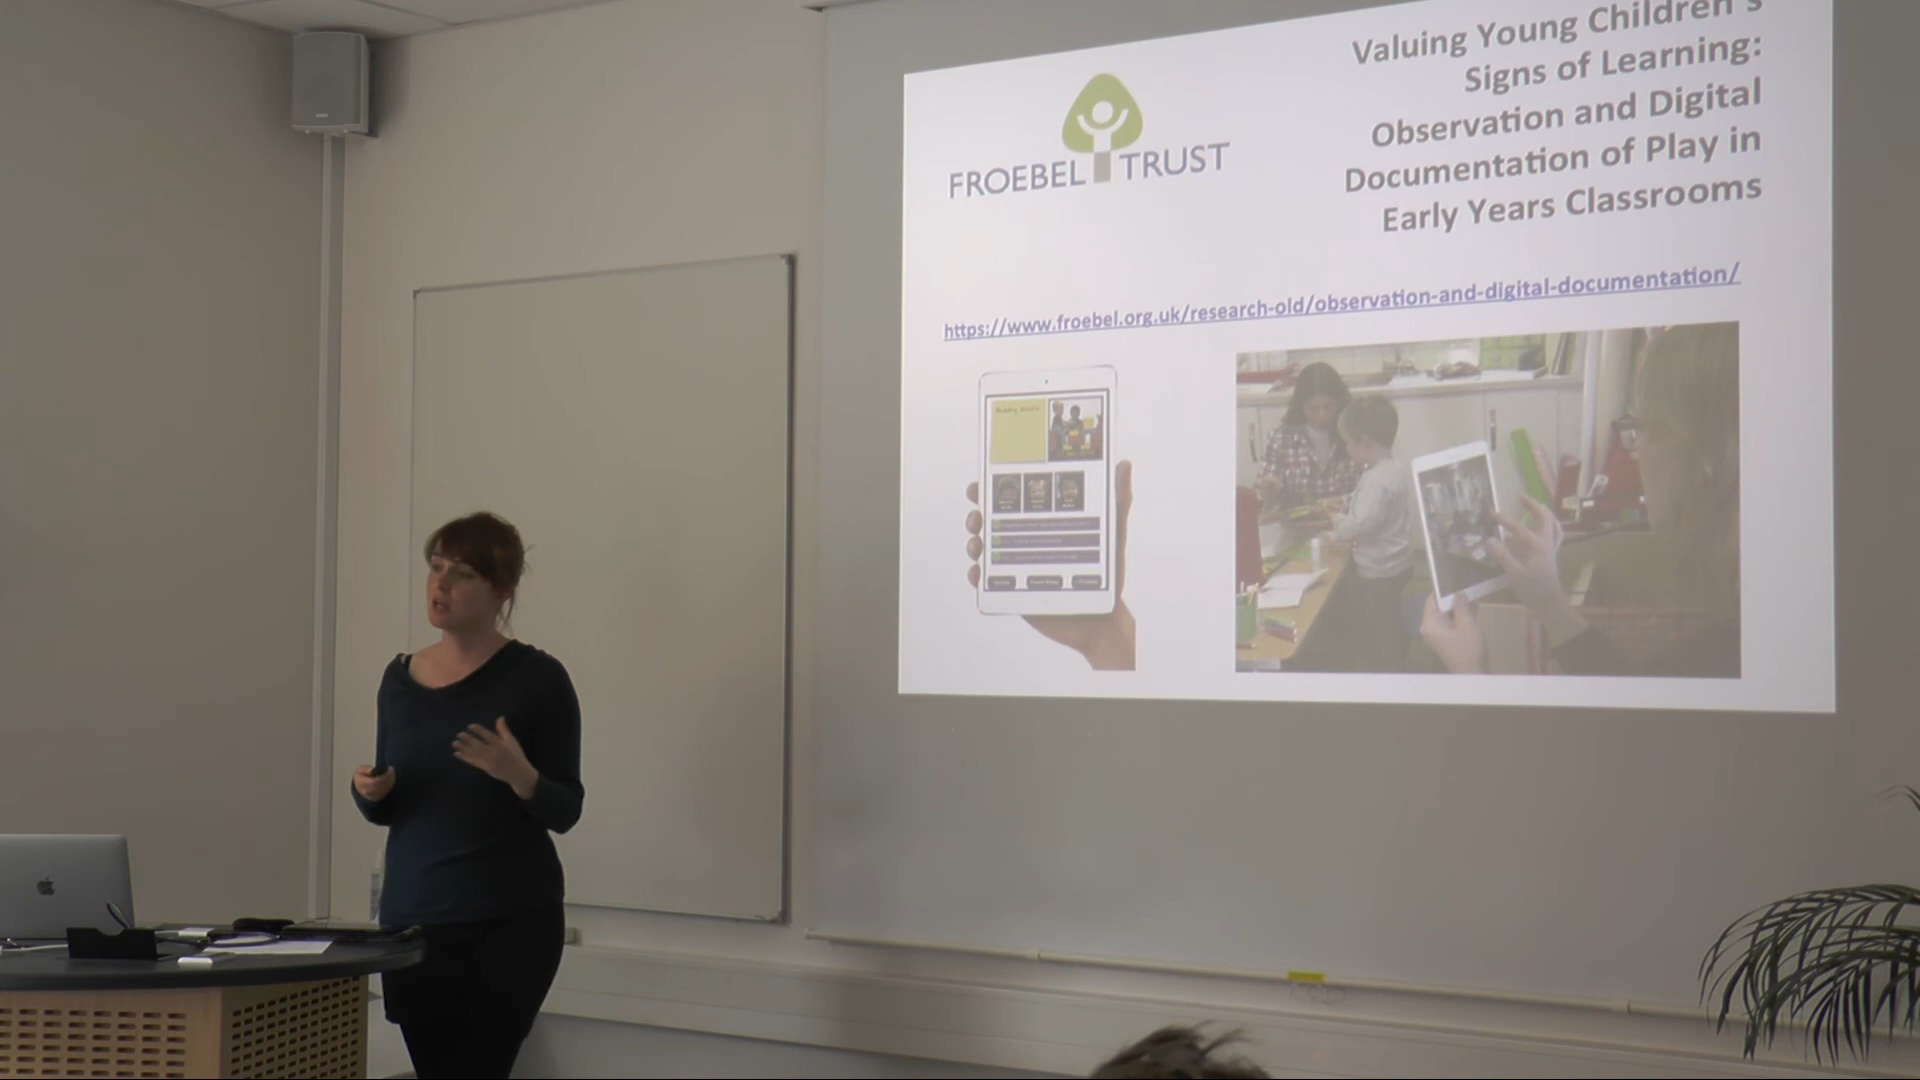 Valuing Young Children's
Signs of Learning:
Observation and Digital
Documentation of Play in
Early Years Classrooms
FROEBEL TRUST
https://www.froebel.org.uk/research-old/observation-and-digital-documentation/